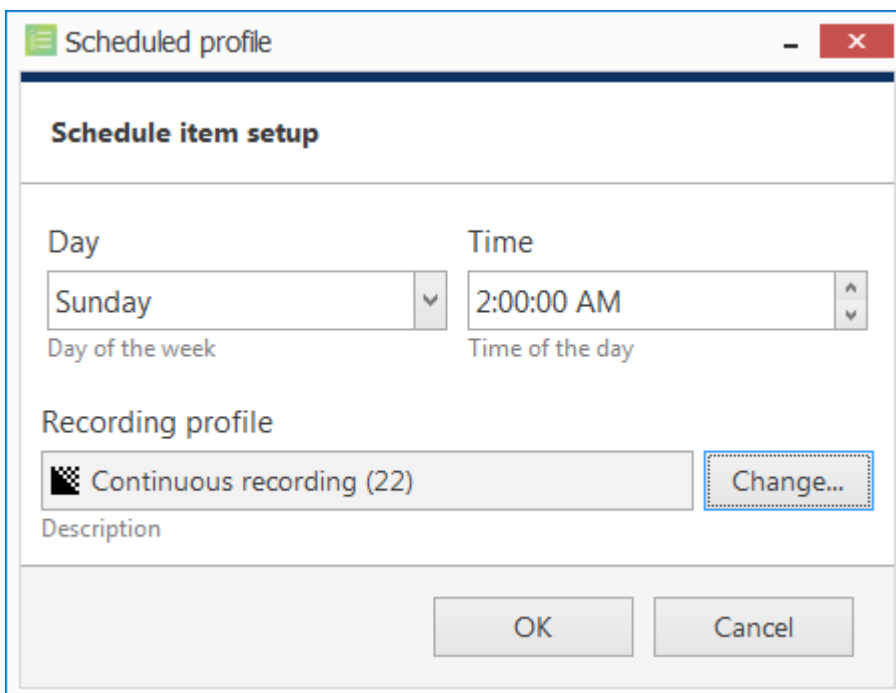 Scheduled profile
Schedule item setup
Day Time
Sunday 2:00:00 AM
Day of the week Time of the day
Recording profile
Continuous recording (22) Change...
Description
OK Cancel